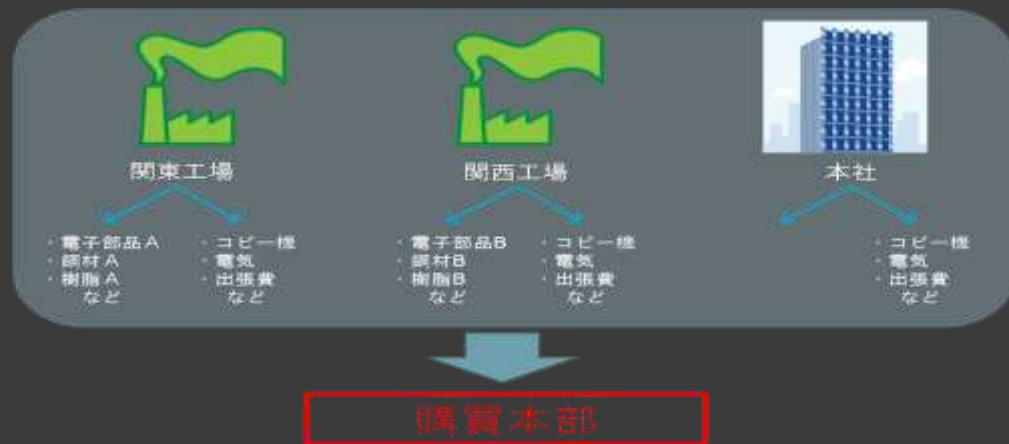 関東工場
関西工場
本社
・電子部品A
・鋼材A
・樹脂A
など
・コピー機
・電気
・出張費
など
・電子部品B
・鋼材B
・樹脂B
など
・コピー機
・電気
・出張費
など
・コピー機
・電気
・出張費
など
購買本部